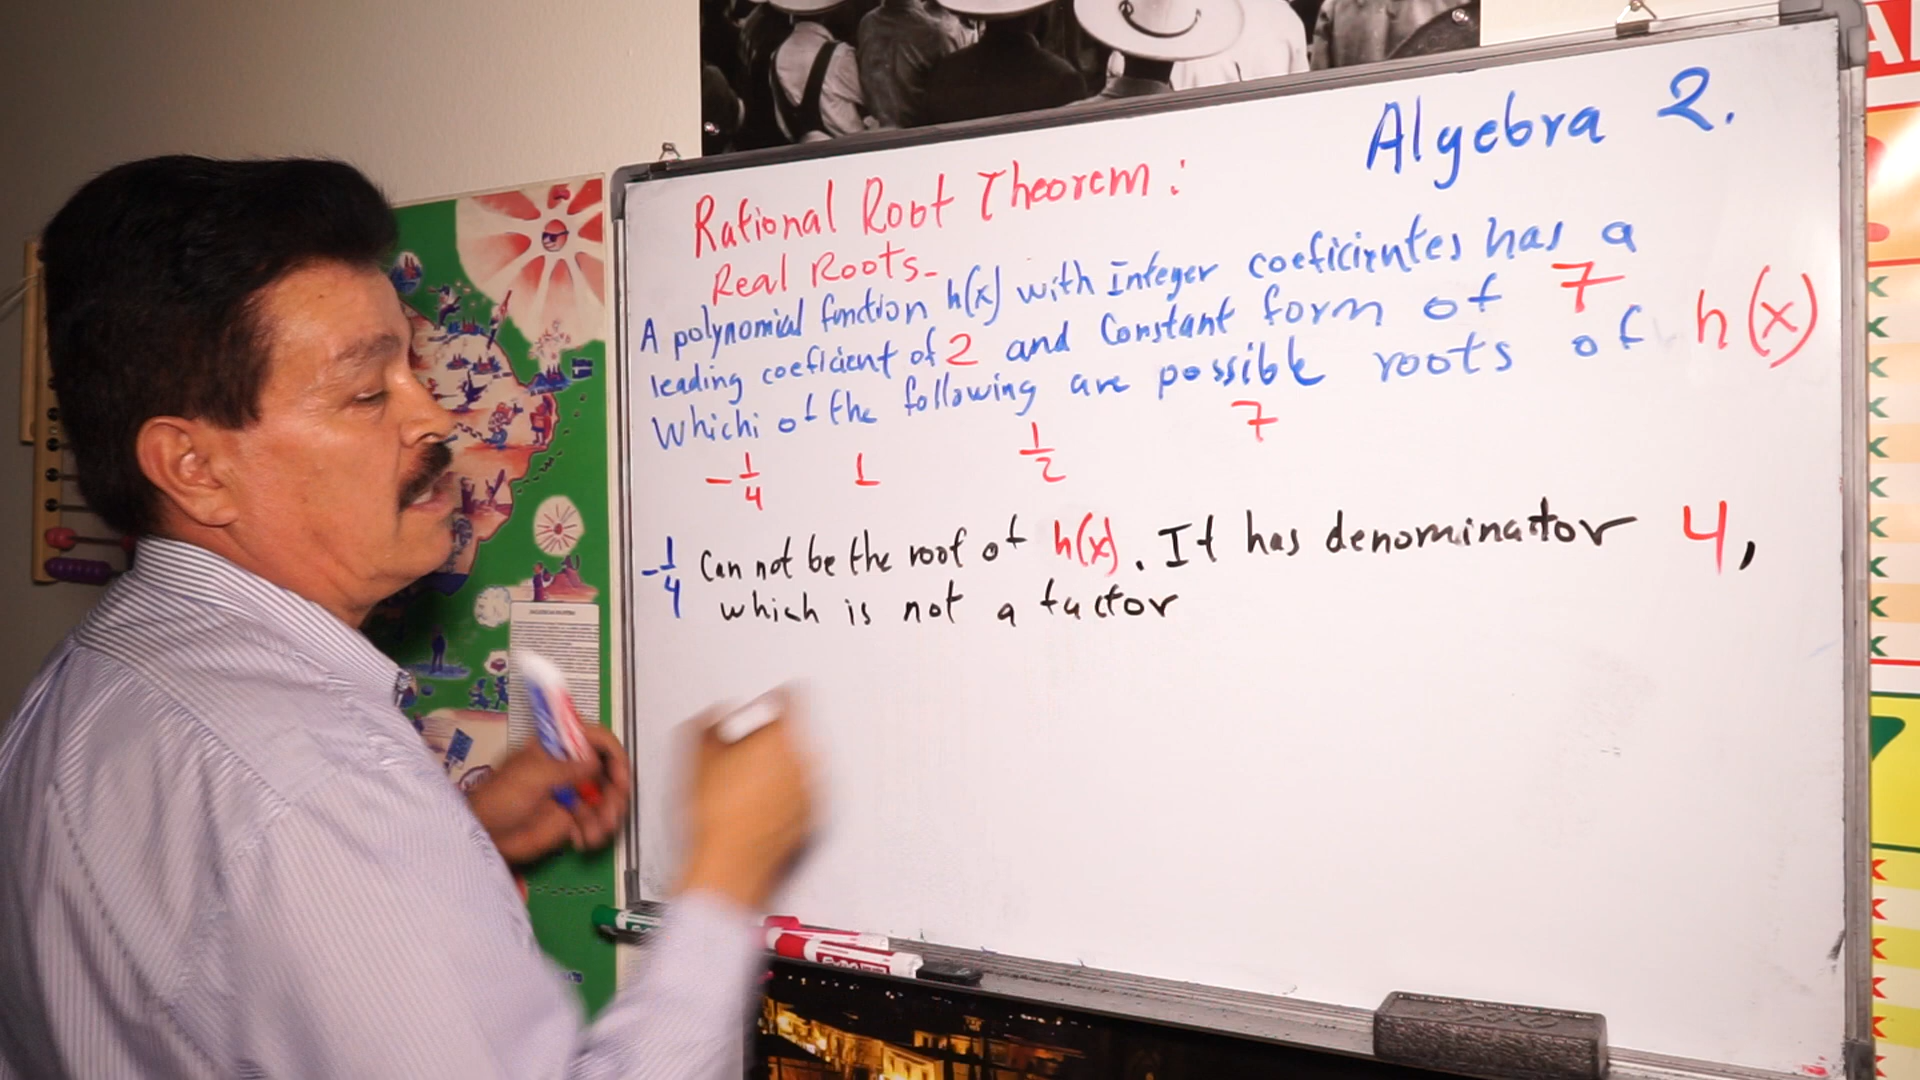 Algebra 2.
Rational Root Theorem:
Real Roots-
A polynomial function h(x) with Integer coeficientes has a
leading coeficient of 2 and Constant form of 7
Whichi of the following are possible roots of h(x)
-1/4 1 1/2 7
-1/4 Can not be the root of h(x). It has denominator 4,
which is not a factor